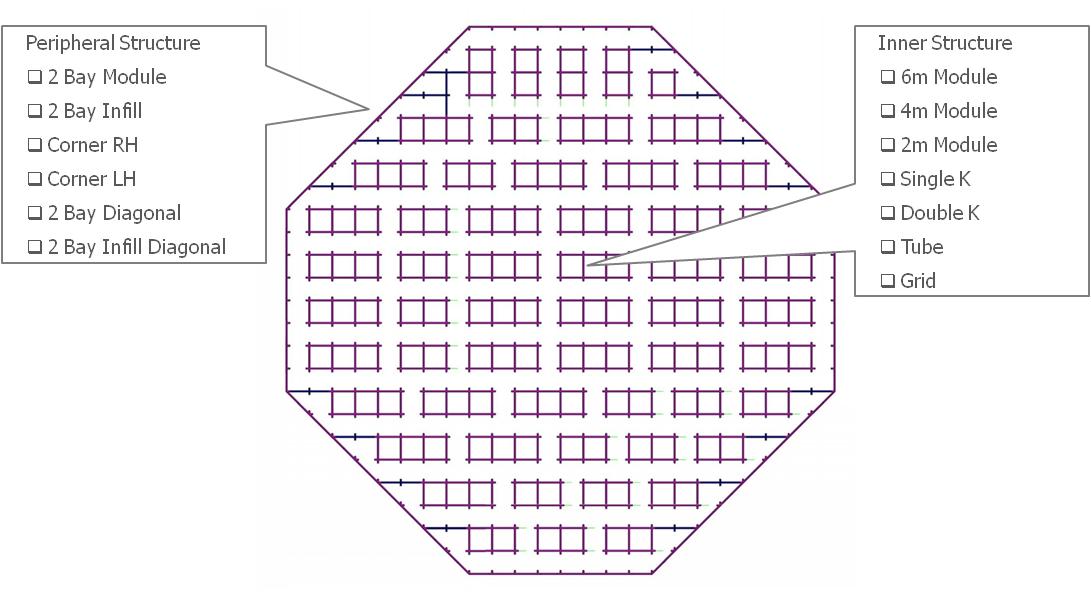 Peripheral Structure
❑ 2 Bay Module
❑ 2 Bay Infill
❑ Corner RH
❑ Corner LH
❑ 2 Bay Diagonal
❑ 2 Bay Infill Diagonal
Inner Structure
❑ 6m Module
❑ 4m Module
❑ 2m Module
❑ Single K
❑ Double K
❑ Tube
❑ Grid